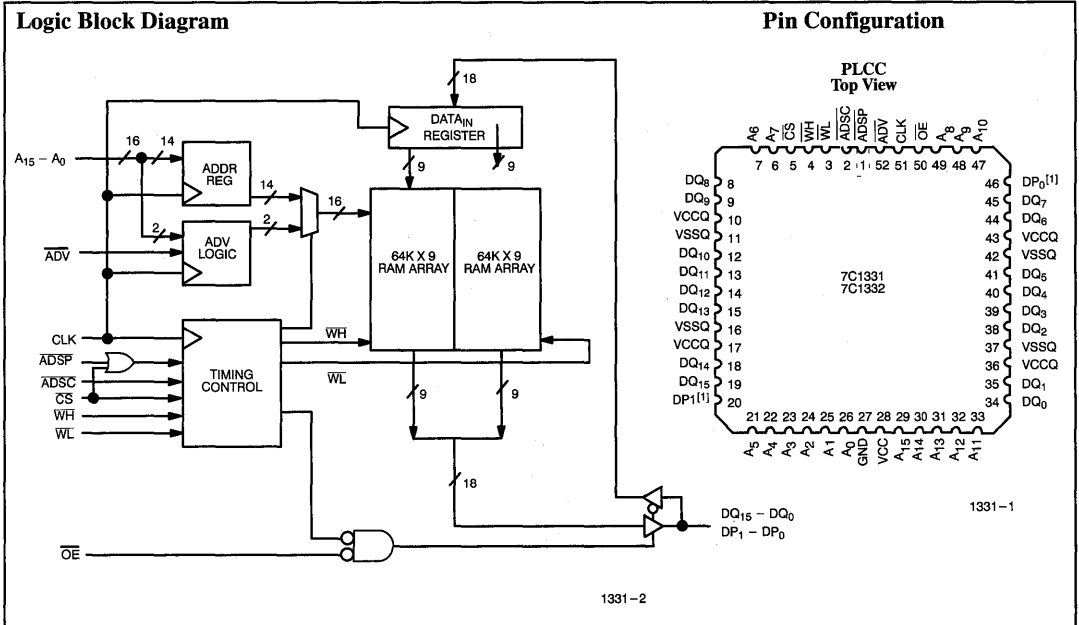 Logic Block Diagram
Pin Configuration
PLCC
Top View
18
DATAIN
REGISTER
9
9
A15 – A0
16
14
ADDR
REG
14
2
ADV
LOGIC
2
16
ADV
64K X 9
RAM ARRAY
64K X 9
RAM ARRAY
CLK
ADSP
ADSC
CS
WH
WL
TIMING
CONTROL
WH
WL
9
9
18
OE
DQ15 – DQ0
DP1 – DP0
1331–2
A6
A7
CS
WH
WL
ADSC
ADSP
ADV
CLK
OE
A8
A9
A10
7 6 5 4 3 2 1 52 51 50 49 48 47
DQ8 8
DQ9 9
VCCQ 10
VSSQ 11
DQ10 12
DQ11 13
DQ12 14
DQ13 15
VSSQ 16
VCCQ 17
DQ14 18
DQ15 19
DP1[1] 20
7C1331
7C1332
46 DP0[1]
45 DQ7
44 DQ6
43 VCCQ
42 VSSQ
41 DQ5
40 DQ4
39 DQ3
38 DQ2
37 VSSQ
36 VCCQ
35 DQ1
34 DQ0
21 22 23 24 25 26 27 28 29 30 31 32 33
A5
A4
A3
A2
A1
A0
GND
VCC
A15
A14
A13
A12
A11
1331–1